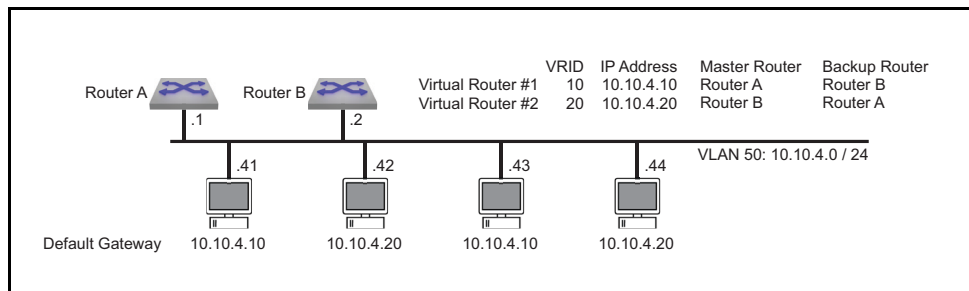 VRID IP Address Master Router Backup Router
Virtual Router #1 10 10.10.4.10 Router A Router B
Virtual Router #2 20 10.10.4.20 Router B Router A
Router A
Router B
.1
.2
VLAN 50: 10.10.4.0 / 24
.41
.42
.43
.44
Default Gateway 10.10.4.10 10.10.4.20 10.10.4.10 10.10.4.20